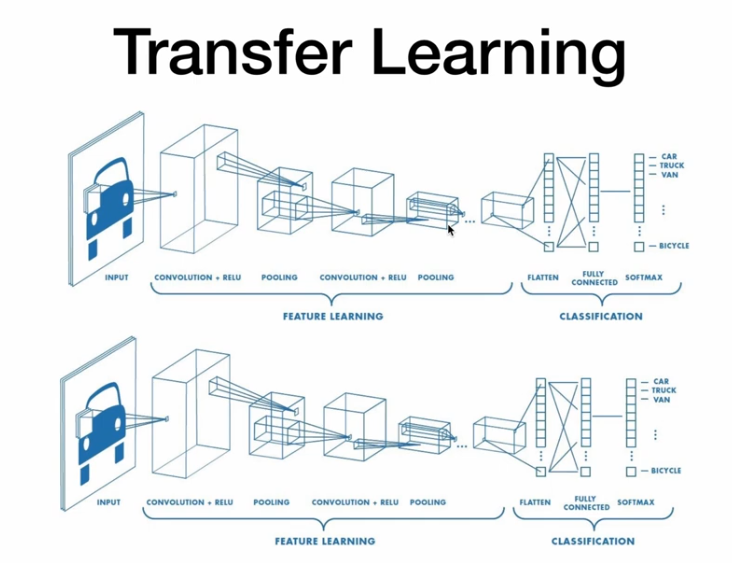 Transfer Learning
CAR
TRUCK
VAN
BICYCLE
INPUT
CONVOLUTION + RELU
POOLING
CONVOLUTION + RELU
POOLING
FLATTEN
FULLY
CONNECTED
SOFTMAX
FEATURE LEARNING
CLASSIFICATION
CAR
TRUCK
VAN
BICYCLE
INPUT
CONVOLUTION + RELU
POOLING
CONVOLUTION + RELU
POOLING
FLATTEN
FULLY
CONNECTED
SOFTMAX
FEATURE LEARNING
CLASSIFICATION